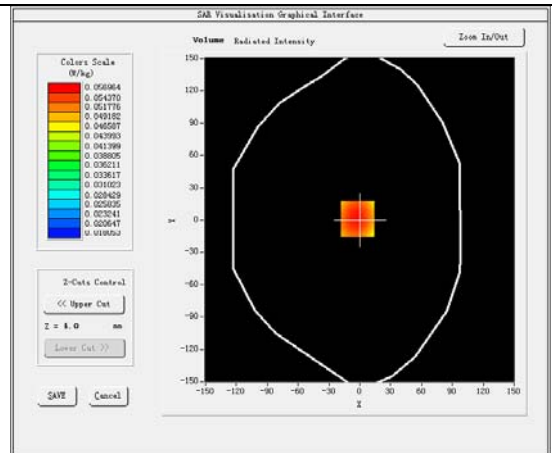 SAR Visualisation Graphical Interface
Volume Radiated Intensity
Zoom In/Out
Colors Scale
(W/kg)
0.056964
0.054370
0.051776
0.049182
0.046587
0.043993
0.041399
0.038805
0.036211
0.033617
0.031023
0.028429
0.025835
0.023241
0.020647
0.018053
150
120
90
60
30
0
-30
-60
-90
-120
-150
Y
-150 -120 -90 -60 -30 0 30 60 90 120 150
X
Z-Cuts Control
<< Upper Cut
Z = 4.0 mm
Lower Cut >>
SAVE Cancel